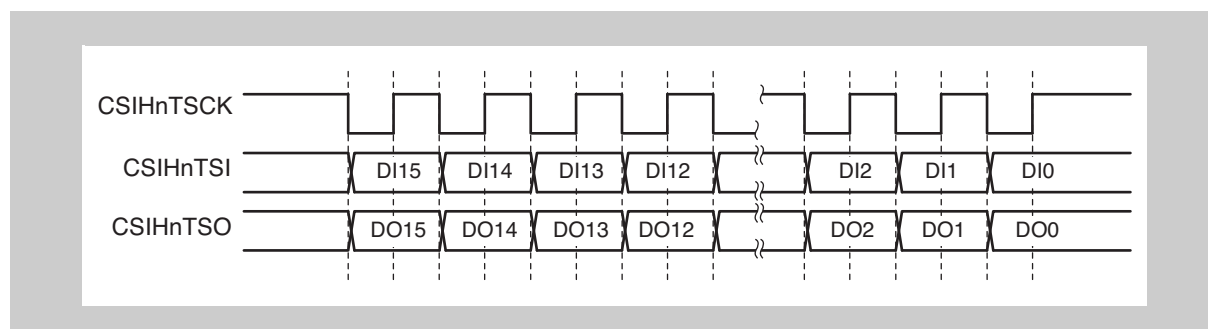 CSIHnTSCK
CSIHnTSI DI15 DI14 DI13 DI12 DI2 DI1 DI0
CSIHnTSO DO15 DO14 DO13 DO12 DO2 DO1 DO0